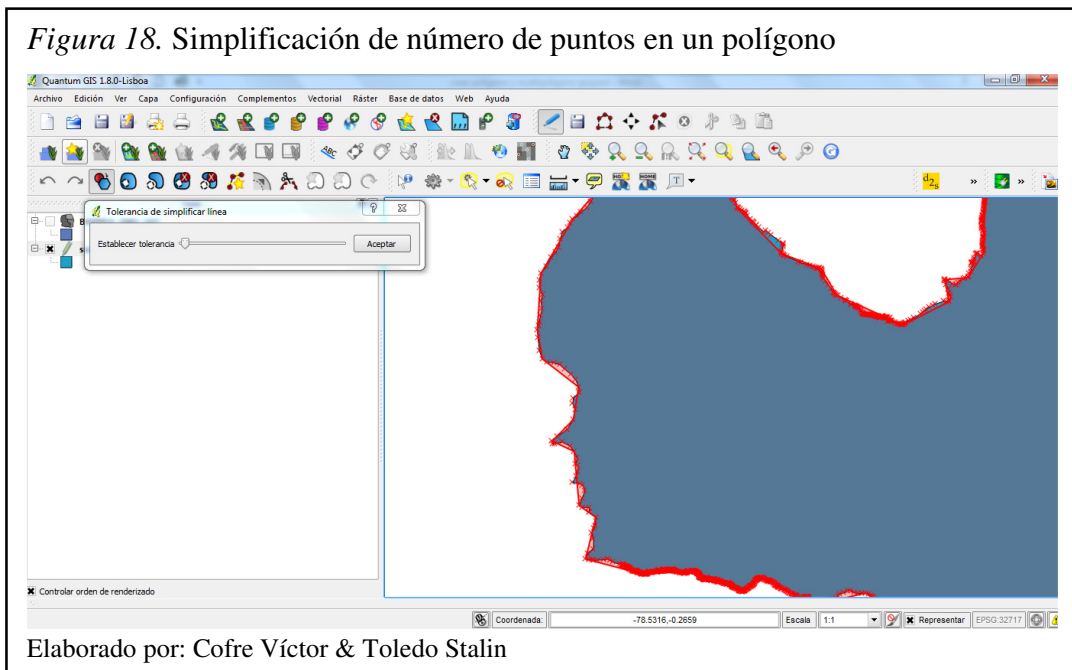 Figura 18. Simplificación de número de puntos en un polígono
Quantum GIS 1.8.0-Lisboa
Archivo Edición Ver Capa Configuración Complementos Vectorial Ráster Base de datos Web Ayuda
Tolerancia de simplificar línea
Establecer tolerancia Aceptar
Controlar orden de renderizado
Coordenada: -78.5316,-0.2659 Escala 1:1 Representar EPSG:32717
Elaborado por: Cofre Víctor & Toledo Stalin